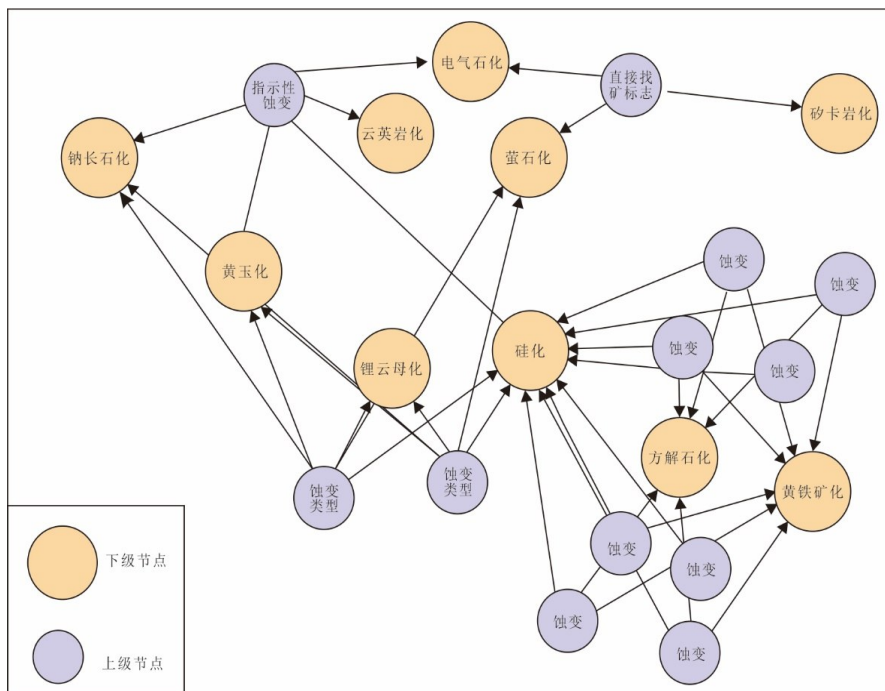 电气石化
指示性
蚀变
直接找
矿标志
矽卡岩化
云英岩化
钠长石化
萤石化
黄玉化
蚀变
蚀变
蚀变
蚀变
硅化
锂云母化
方解石化
蚀变
类型
蚀变
类型
黄铁矿化
蚀变
蚀变
蚀变
蚀变
下级节点
上级节点